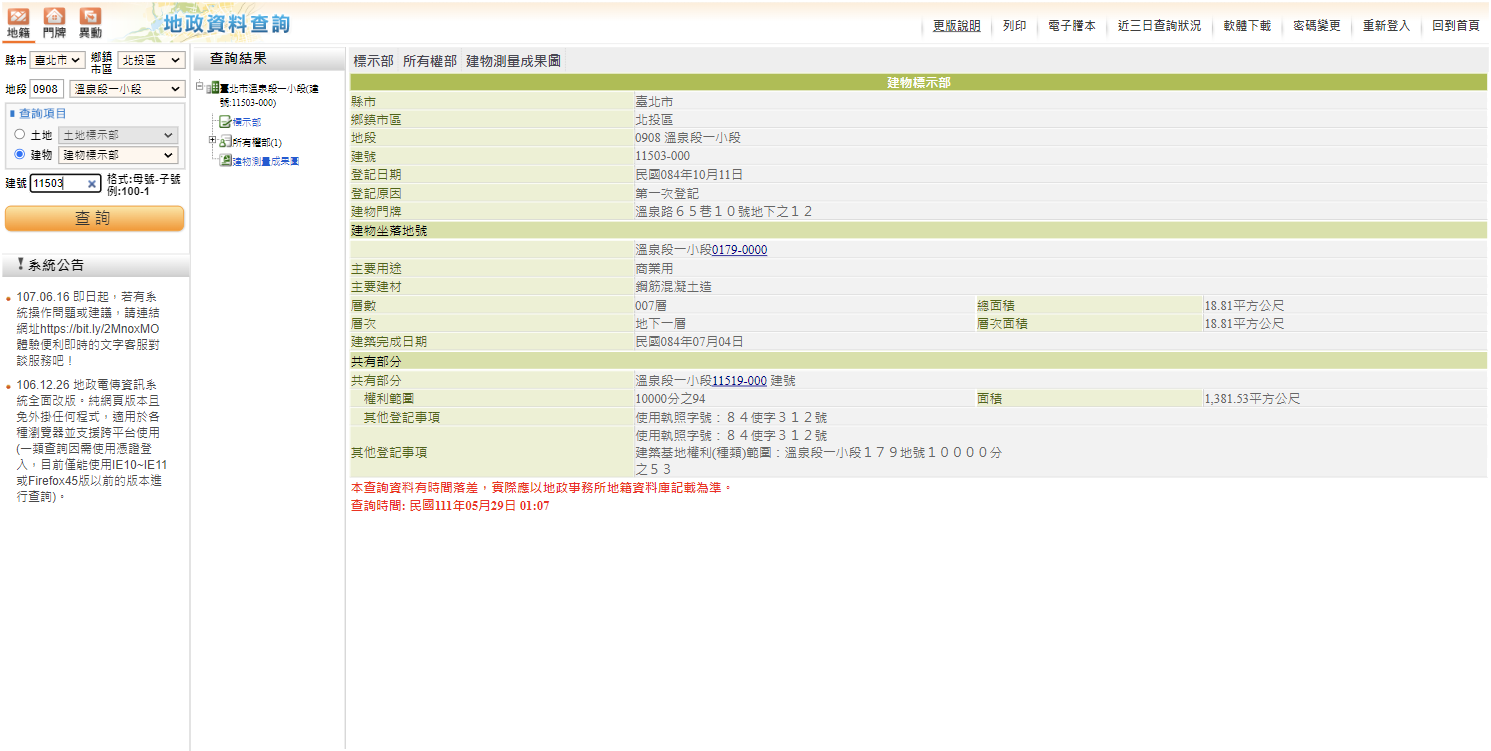 地籍 門牌 異動
地政資料查詢
更版說明 列印 電子謄本 近三日查詢狀況 軟體下載 密碼變更 重新登入 回到首頁
縣市 臺北市 鄉鎮市區 北投區
地段 0908 溫泉段一小段
查詢項目
土地 土地標示部
建物 建物標示部
建號 11503 格式:母號-子號
例:100-1
查 詢
系統公告
107.06.16 即日起，若有系
統操作問題或建議，請連結
網址https://bit.ly/2MnoxMO
體驗便利即時的文字客服對
談服務吧！
106.12.26 地政電傳資訊系
統全面改版。純網頁版本且
免外掛任何程式，適用於各
種瀏覽器並支援跨平台使用
(一類查詢因需使用憑證登
入，目前僅能使用IE10~IE11
或Firefox45版以前的版本進
行查詢)。
查詢結果
臺北市溫泉段一小段(建
號:11503-000)
標示部
所有權部(1)
建物測量成果圖
標示部 所有權部 建物測量成果圖
建物標示部
縣市 臺北市
鄉鎮市區 北投區
地段 0908 溫泉段一小段
建號 11503-000
登記日期 民國084年10月11日
登記原因 第一次登記
建物門牌 溫泉路６５巷１０號地下之１２
建物坐落地號
溫泉段一小段0179-0000
主要用途 商業用
主要建材 鋼筋混凝土造
層數 007層 總面積 18.81平方公尺
層次 地下一層 層次面積 18.81平方公尺
建築完成日期 民國084年07月04日
共有部分
共有部分 溫泉段一小段11519-000 建號
權利範圍 10000分之94 面積 1,381.53平方公尺
其他登記事項 使用執照字號：８４使字３１２號
其他登記事項 使用執照字號：８４使字３１２號
建築基地權利(種類)範圍：溫泉段一小段１７９地號１００００分
之５３
本查詢資料有時間落差，實際應以地政事務所地籍資料庫記載為準。
查詢時間: 民國111年05月29日 01:07